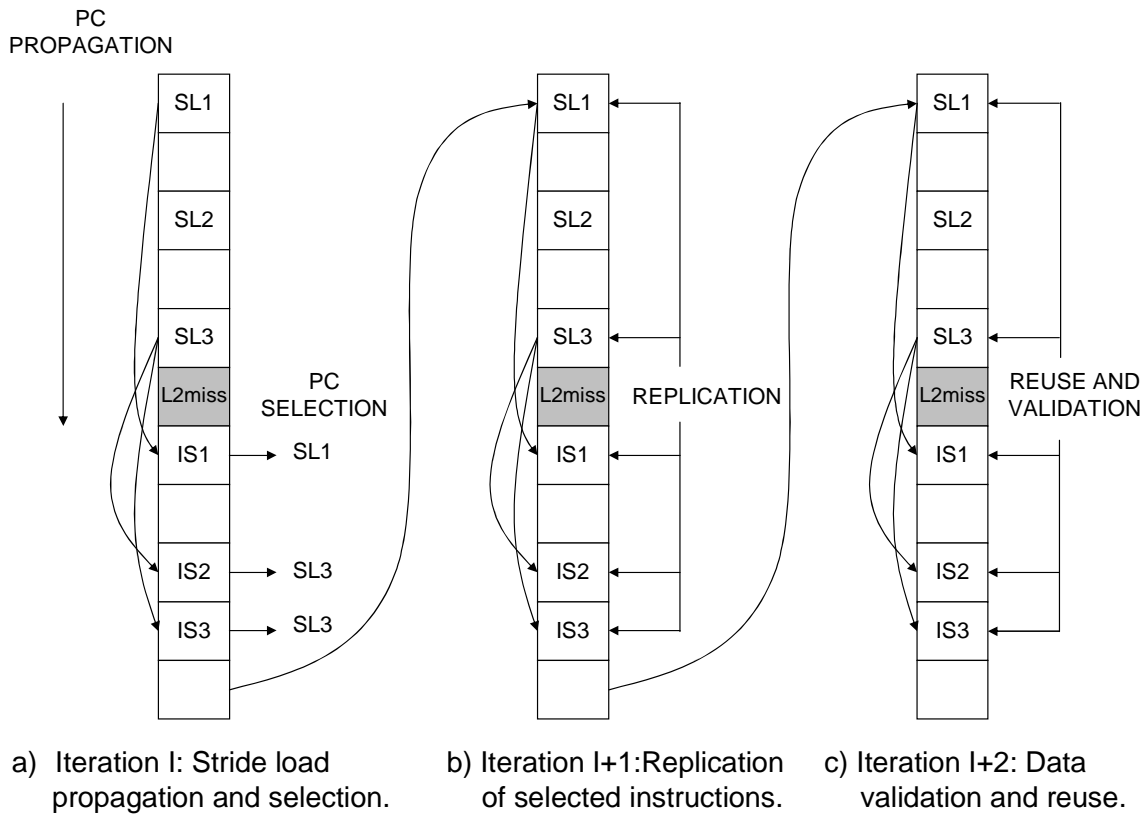 PC
PROPAGATION
SL1
SL2
SL3
L2miss
PC
SELECTION
IS1
SL1
IS2
SL3
IS3
SL3
a) Iteration I: Stride load
propagation and selection.
SL1
SL2
SL3
L2miss
REPLICATION
IS1
IS2
IS3
b) Iteration I+1:Replication
of selected instructions.
SL1
SL2
SL3
L2miss
REUSE AND
VALIDATION
IS1
IS2
IS3
c) Iteration I+2: Data
validation and reuse.